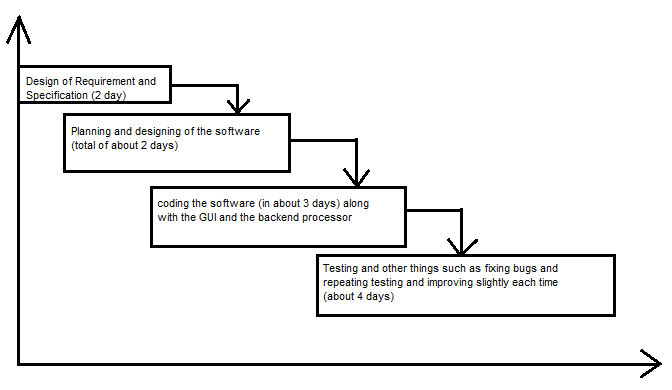 Design of Requirement and
Specification (2 day)
Planning and designing of the software
(total of about 2 days)
coding the software (in about 3 days) along
with the GUI and the backend processor
Testing and other things such as fixing bugs and
repeating testing and improving slightly each time
(about 4 days)